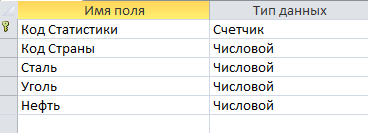 Имя поля Тип данных
Код Статистики Счетчик
Код Страны Числовой
Сталь Числовой
Уголь Числовой
Нефть Числовой